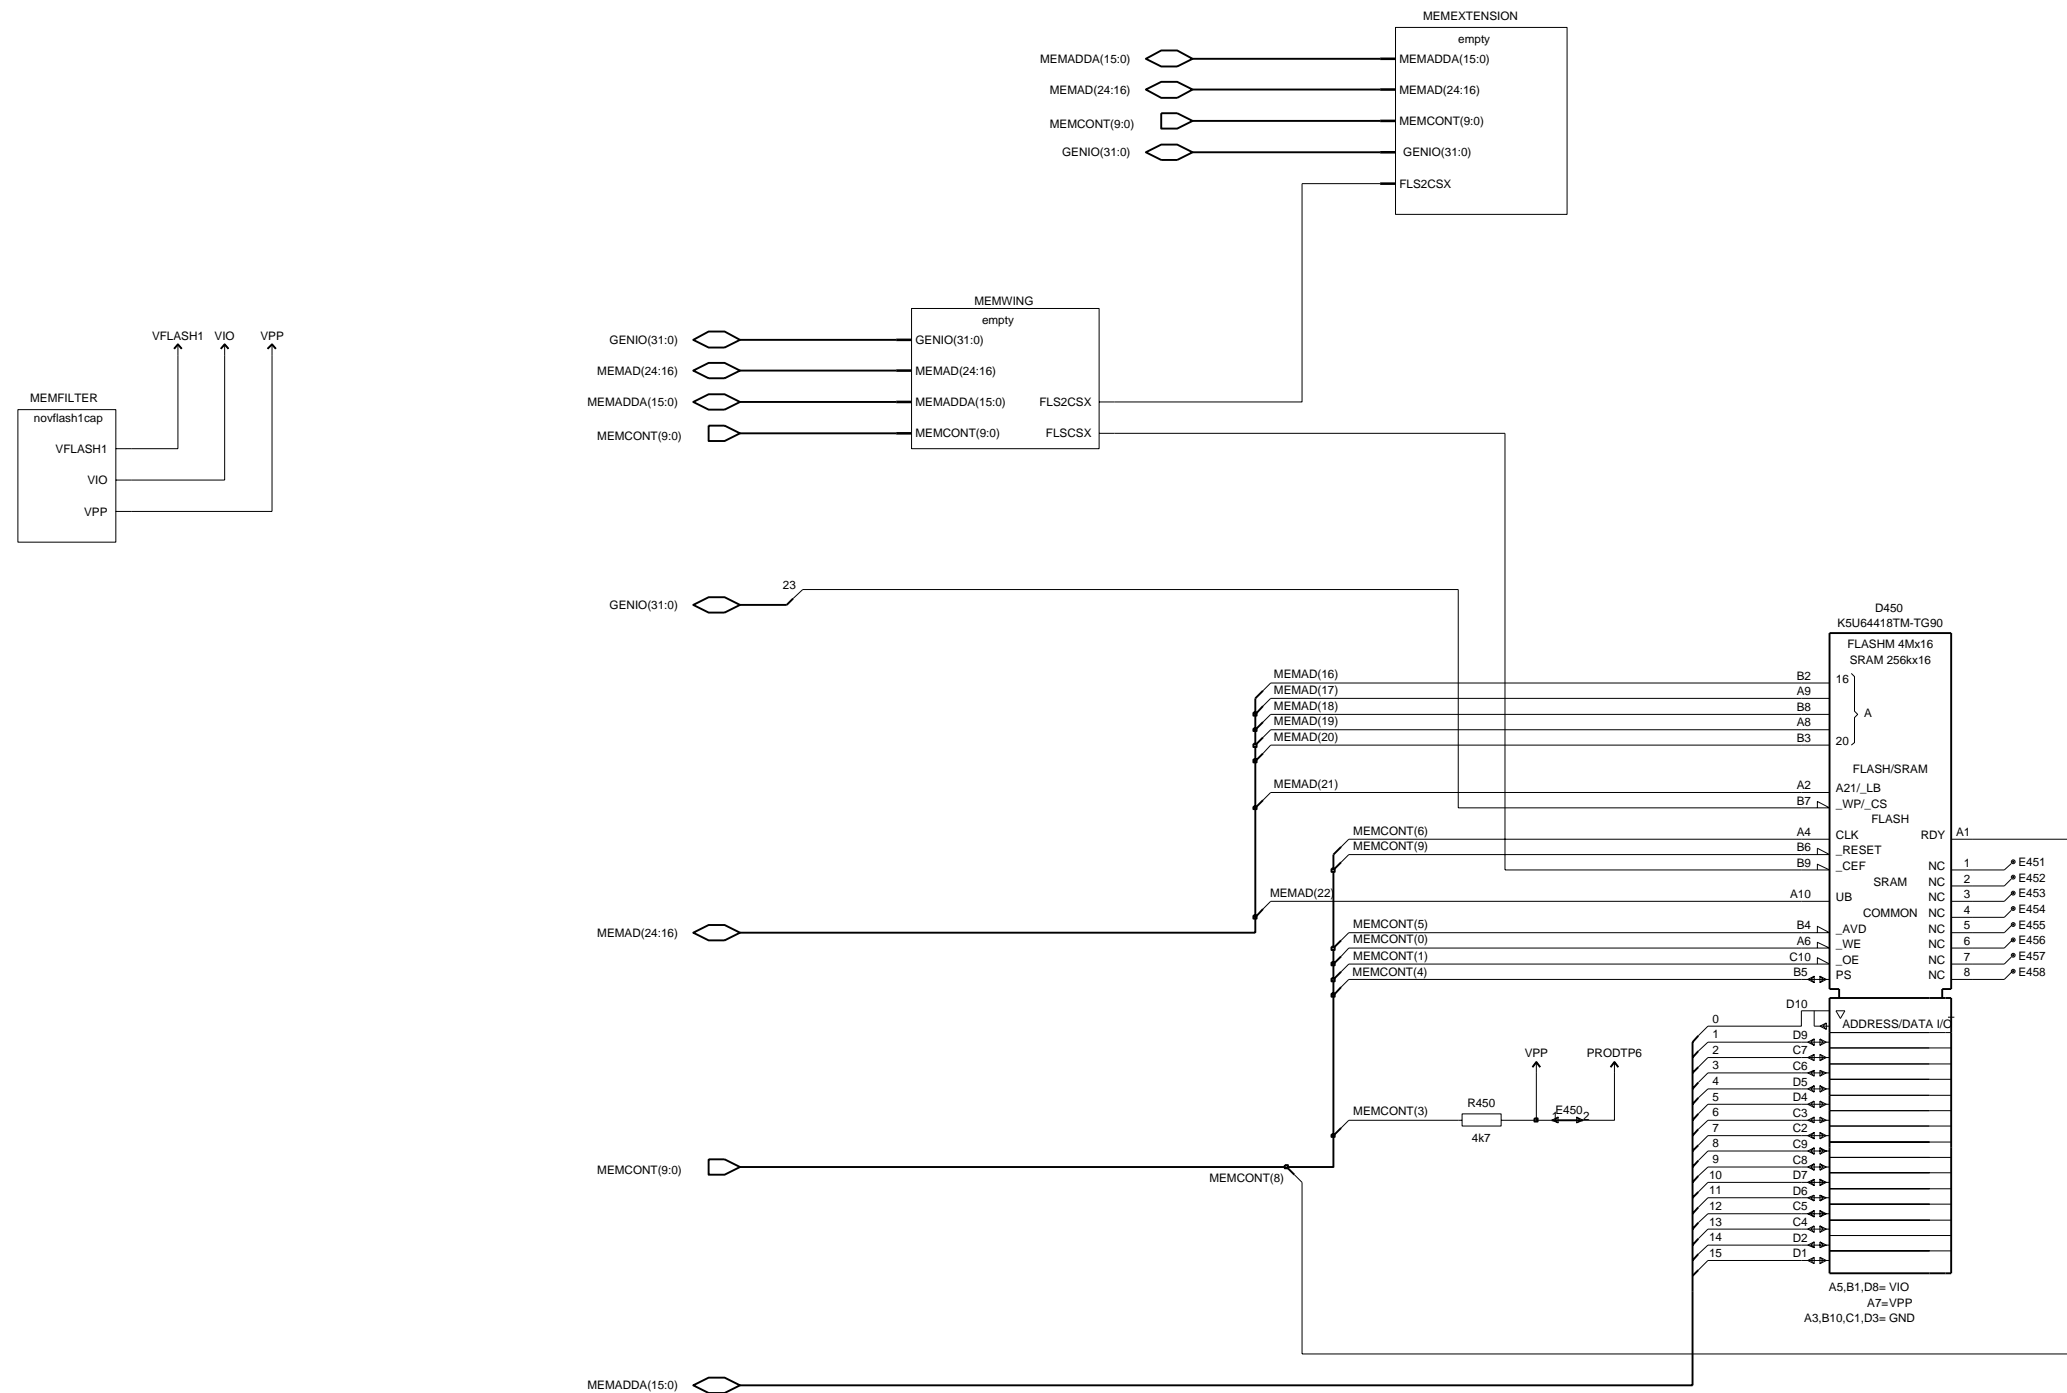 MEMEXTENSION
empty
MEMADDA(15:0) MEMADDA(15:0)
MEMAD(24:16) MEMAD(24:16)
MEMCONT(9:0) MEMCONT(9:0)
GENIO(31:0) GENIO(31:0)
FLS2CSX
MEMWING
empty
GENIO(31:0) GENIO(31:0)
MEMAD(24:16) MEMAD(24:16)
MEMADDA(15:0) MEMADDA(15:0) FLS2CSX
MEMCONT(9:0) MEMCONT(9:0) FLSCSX
VFLASH1 VIO VPP
MEMFILTER
novflash1cap
VFLASH1
VIO
VPP
23
GENIO(31:0)
D450
K5U64418TM-TG90
FLASHM 4Mx16
SRAM 256kx16
MEMAD(16) B2 16
MEMAD(17) A9
MEMAD(18) B8 A
MEMAD(19) A8
MEMAD(20) B3 20
FLASH/SRAM
MEMAD(21) A2 A21/_LB
B7 _WP/_CS
FLASH
MEMCONT(6) A4 CLK RDY A1
MEMCONT(9) B6 _RESET
B9 _CEF NC 1 E451
SRAM NC 2 E452
MEMAD(22) A10 UB NC 3 E453
COMMON NC 4 E454
MEMCONT(5) B4 _AVD NC 5 E455
MEMCONT(0) A6 _WE NC 6 E456
MEMCONT(1) C10 _OE NC 7 E457
MEMCONT(4) B5 PS NC 8 E458
MEMAD(24:16)
D10
0 ADDRESS/DATA I/O
1 D9
2 C7
3 C6
4 D5
5 D4
6 C3
7 C2
8 C9
9 C8
10 D7
11 D6
12 C5
13 C4
14 D2
15 D1
VPP PRODTP6
MEMCONT(3) R450 1 E450 2
4k7
MEMCONT(9:0)
MEMCONT(8)
A5,B1,D8= VIO
A7=VPP
A3,B10,C1,D3= GND
MEMADDA(15:0)